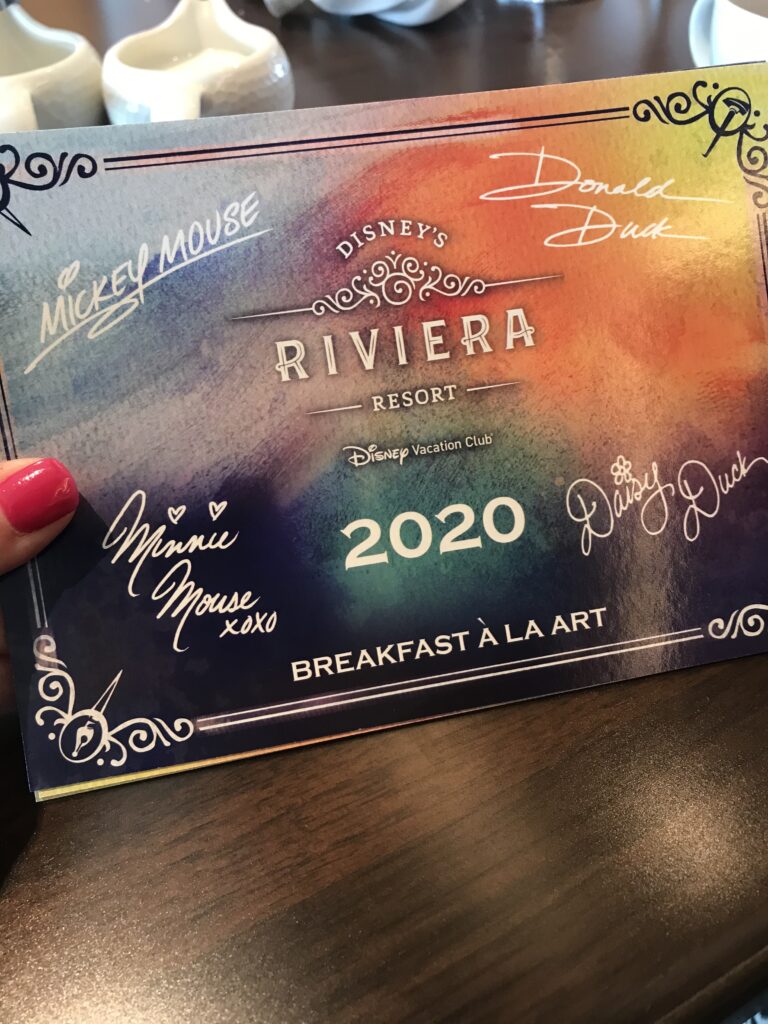 MICKEY MOUSE
Donald
Duck
DISNEY'S
RIVIERA
RESORT
Disney Vacation Club
Minnie
Mouse
xoxo
2020
Daisy Duck
BREAKFAST À LA ART